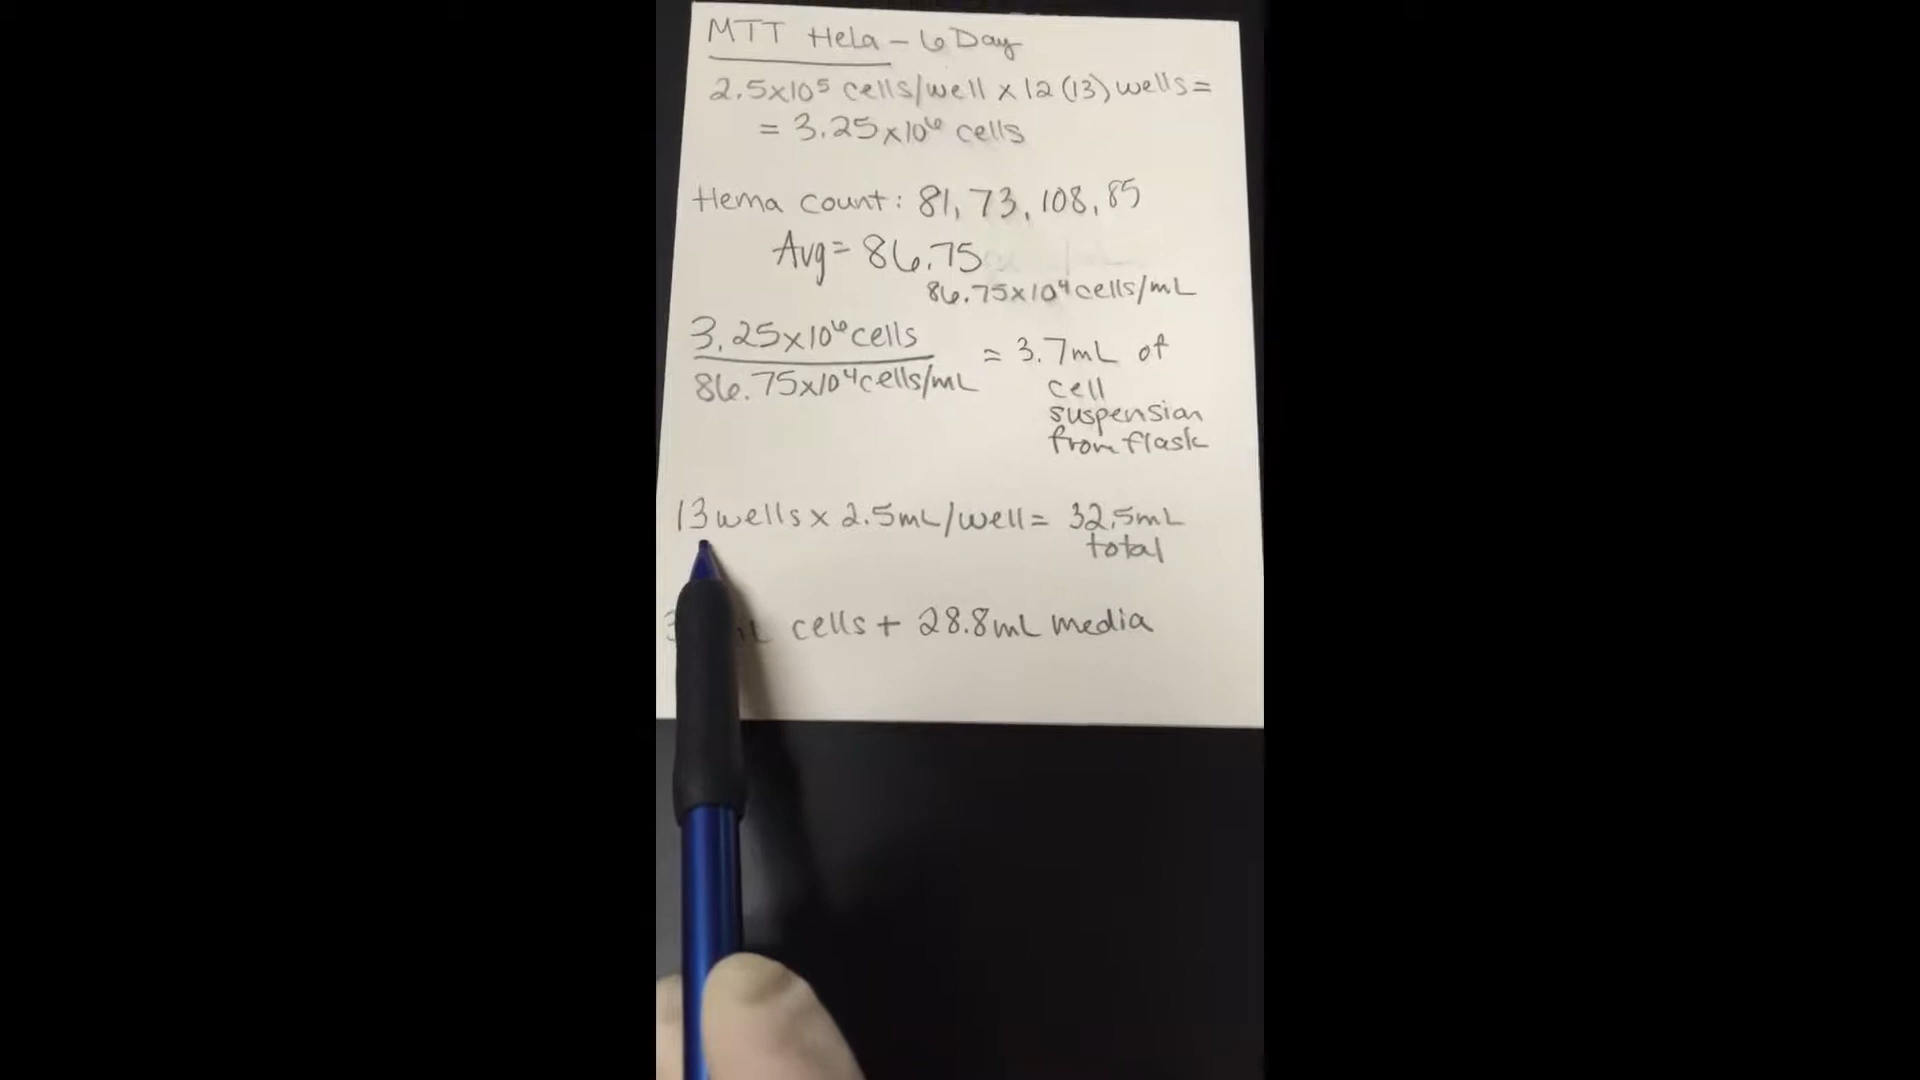 MTT HeLa - 6 Day
2.5x10⁵ cells/well x 12 (13) wells =
= 3.25x10⁶ cells
Hema count: 81, 73, 108, 85
Avg = 86.75
86.75x10⁴ cells/mL
3.25x10⁶ cells
86.75x10⁴ cells/mL
= 3.7mL of
cell
suspension
from flask
13 wells x 2.5mL/well = 32.5mL
total
cells + 28.8mL media